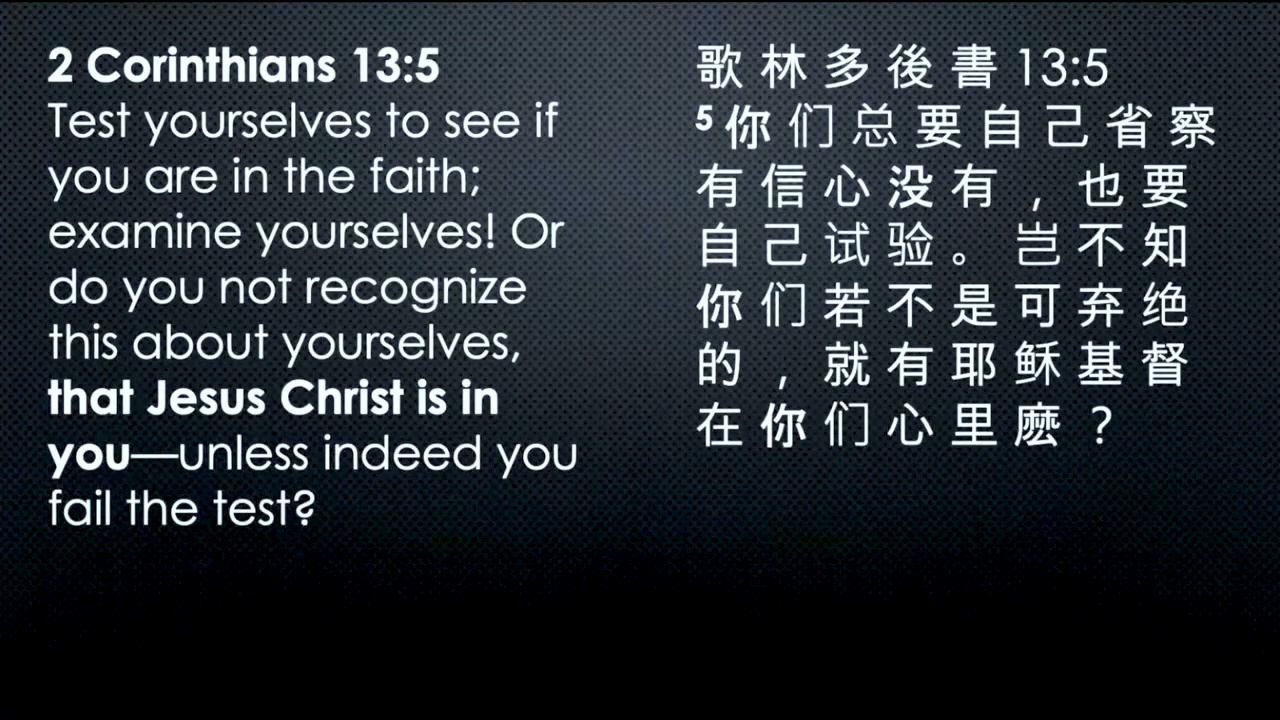 2 Corinthians 13:5
Test yourselves to see if
you are in the faith;
examine yourselves! Or
do you not recognize
this about yourselves,
that Jesus Christ is in
you—unless indeed you
fail the test?
歌林多後書 13:5
5 你们总要自己省察
有信心没有，也要
自己试验。岂不知
你们若不是可弃绝
的，就有耶稣基督
在你们心里麽？